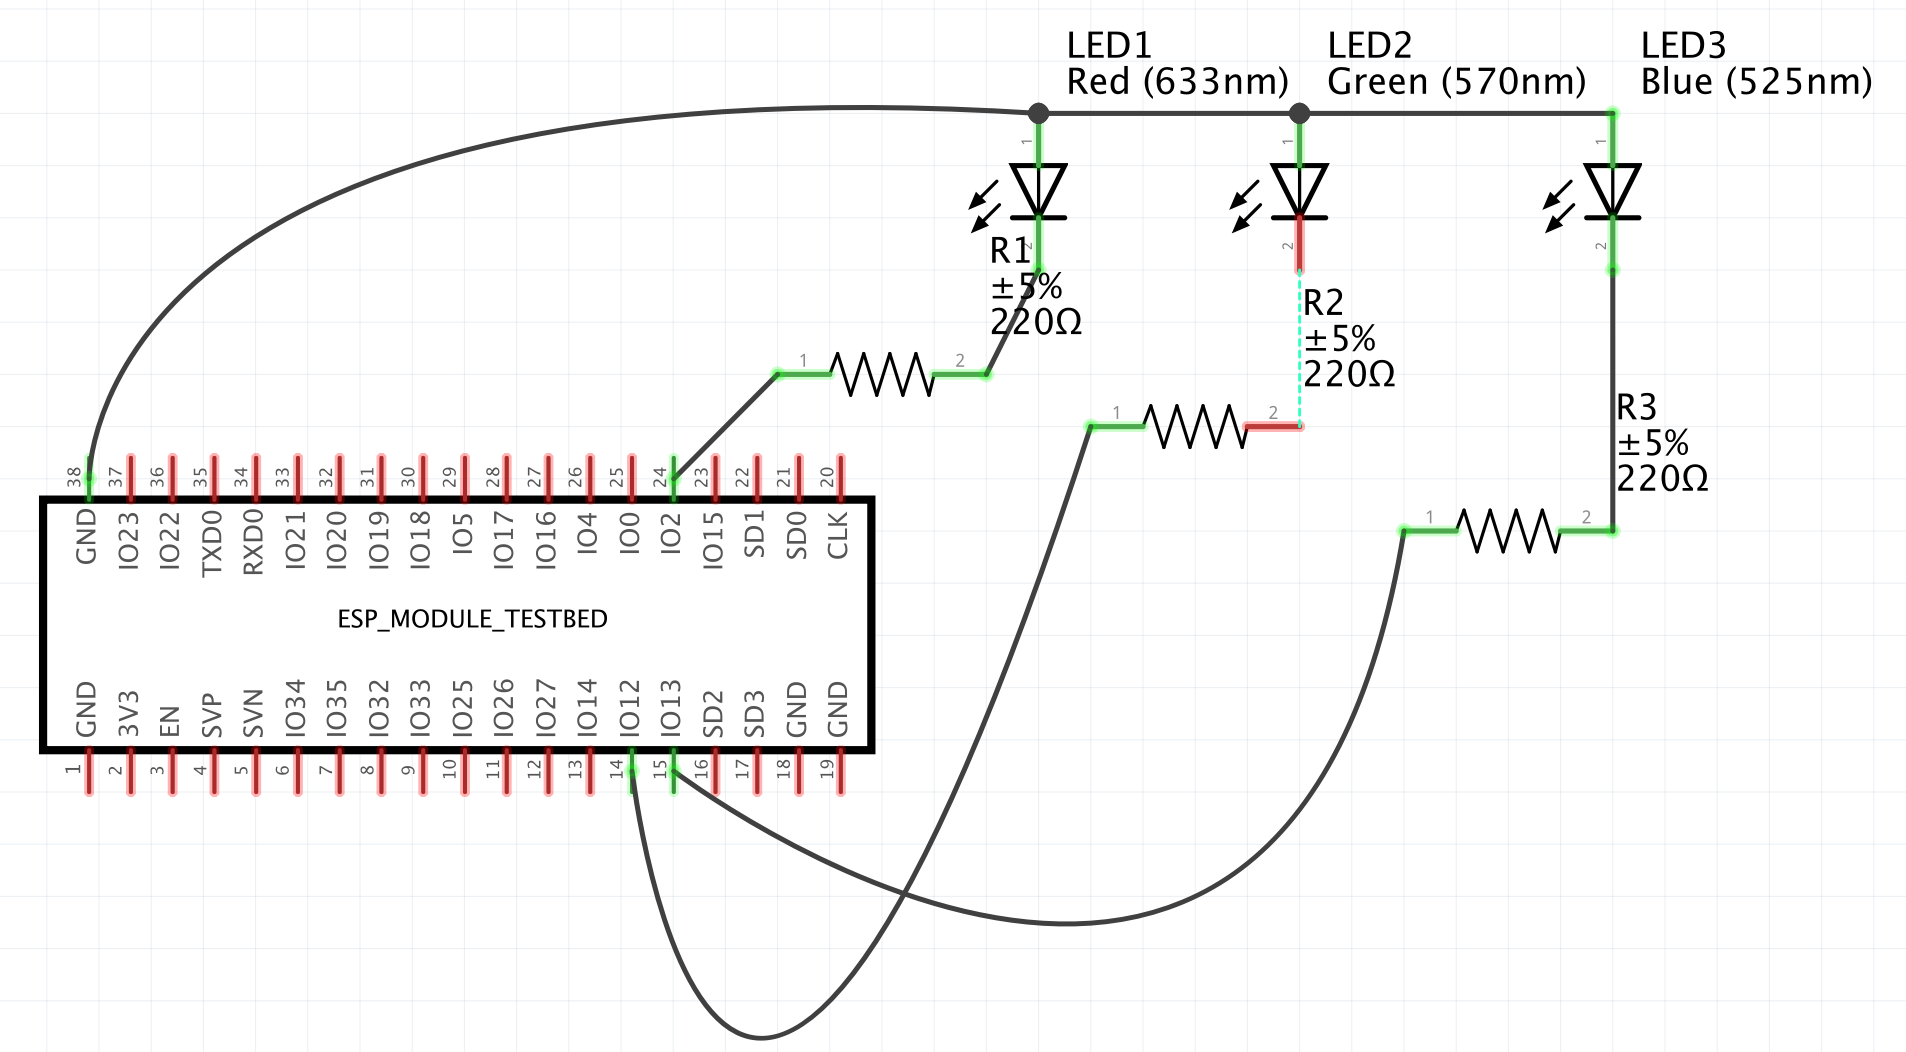 LED1
Red (633nm)
LED2
Green (570nm)
LED3
Blue (525nm)
1
1
1
2
2
2
R1
±5%
220Ω
R2
±5%
220Ω
1
2
1
2
R3
±5%
220Ω
1
2
38
37
36
35
34
33
32
31
30
29
28
27
26
25
24
23
22
21
20
GND
IO23
IO22
TXD0
RXD0
IO21
IO20
IO19
IO18
IO5
IO17
IO16
IO4
IO0
IO2
IO15
SD1
SD0
CLK
ESP_MODULE_TESTBED
GND
3V3
EN
SVP
SVN
IO34
IO35
IO32
IO33
IO25
IO26
IO27
IO14
IO12
IO13
SD2
SD3
GND
GND
1
2
3
4
5
6
7
8
9
10
11
12
13
14
15
16
17
18
19